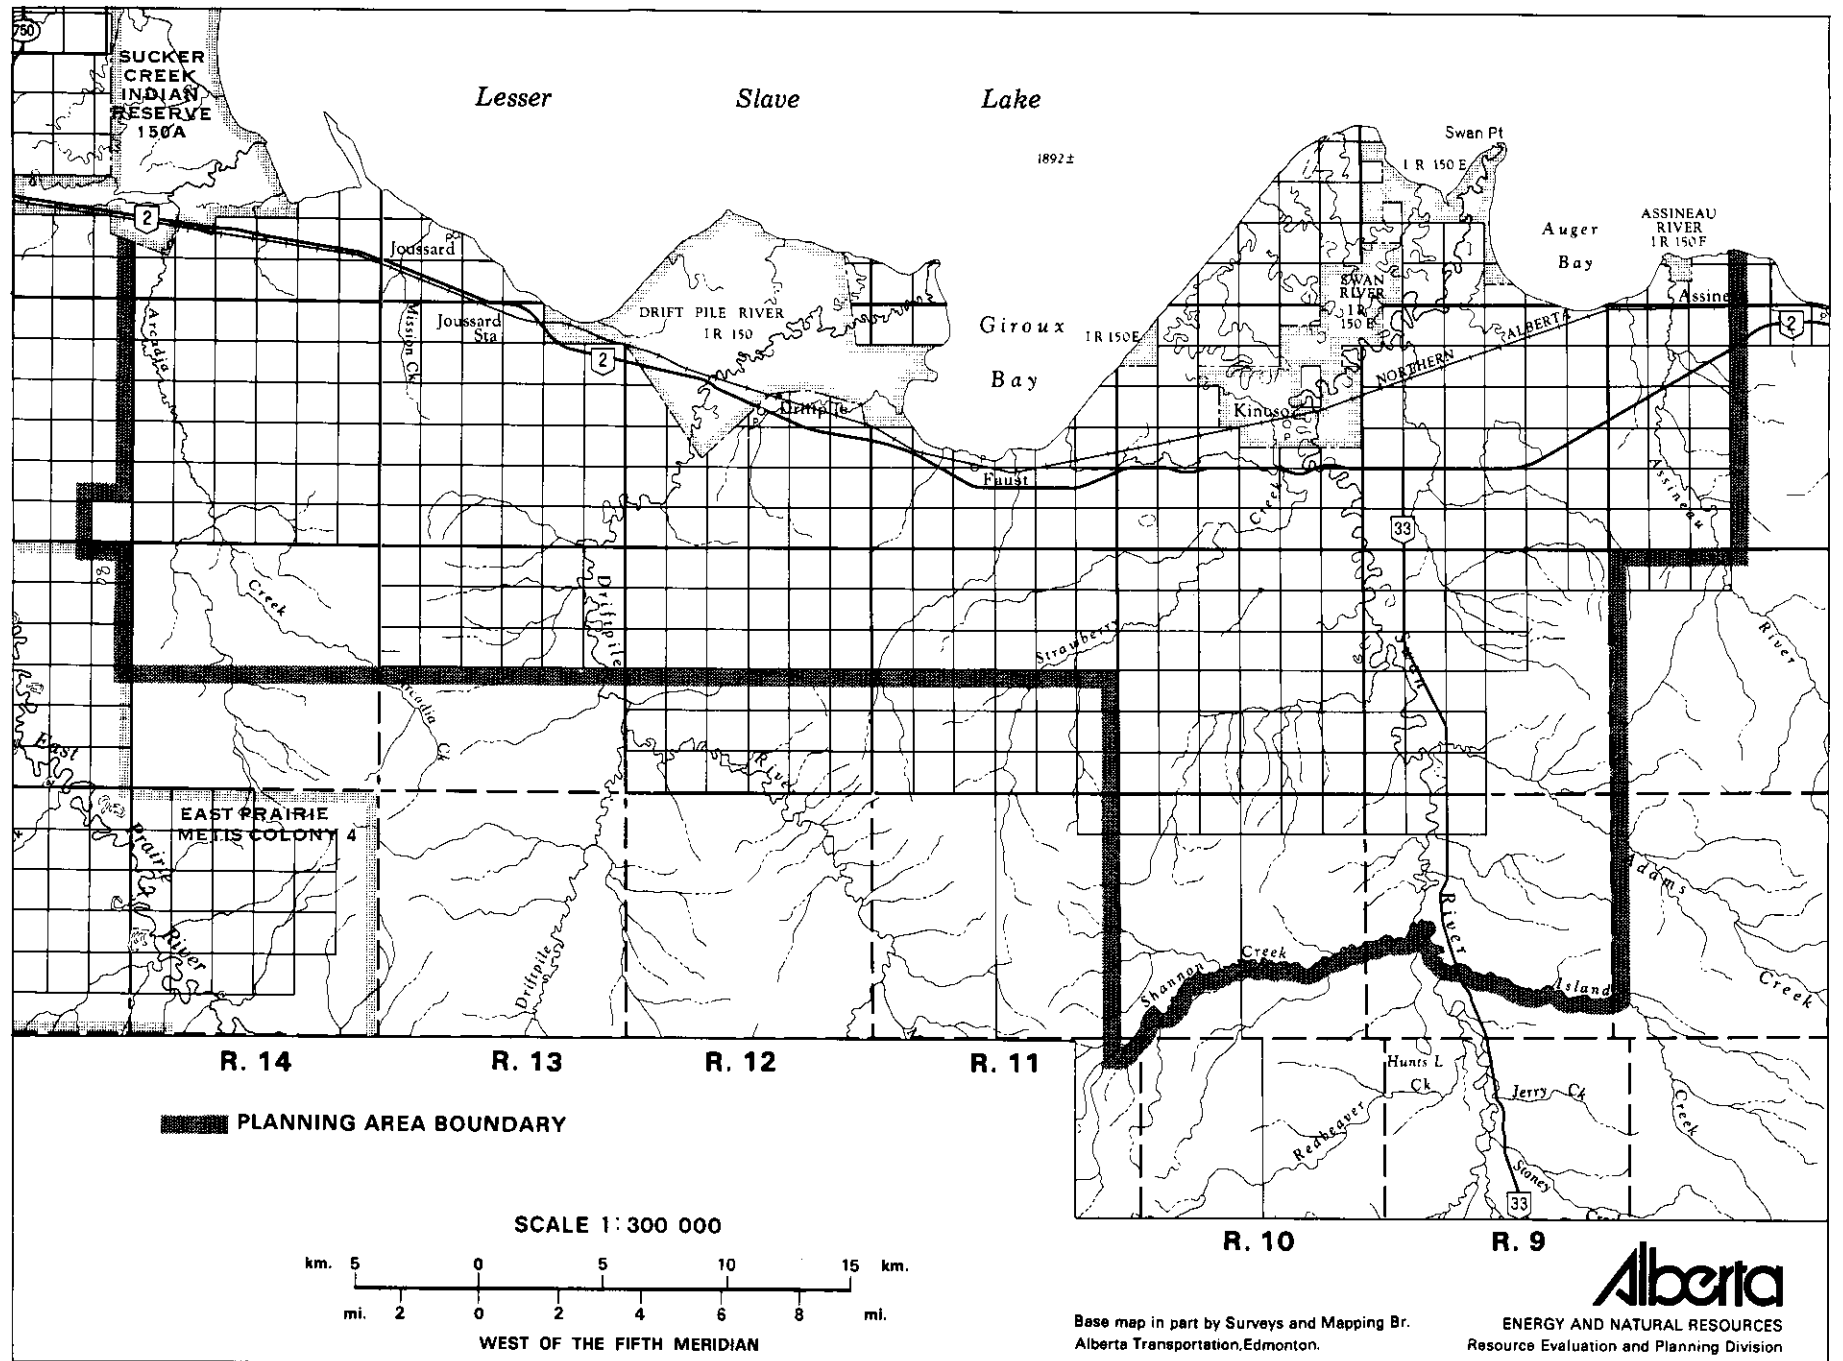 750
SUCKER
CREEK
INDIAN
RESERVE
150A
Lesser Slave Lake
1892±
Swan Pt
I R 150 E
ASSINEAU
RIVER
I R 150F
Auger
Bay
2
Joussard
Joussard
Sta
Mission Ck
Arcadia
DRIFT PILE RIVER
I R 150
2
Giroux
Bay
I R 150E
SWAN
RIVER
I R
150 E
Assineau
2
NORTHERN ALBERTA
Driftpile
Kinuso
Faust
Creek
33
Assineau
Creek
Driftpile
Strawberry
Swan
River
East
Arcadia
Ck
River
EAST PRAIRIE
METIS COLONY 4
Prairie
River
Driftpile
Adams
Creek
River
Shannon
Creek
Island
R. 14
R. 13
R. 12
R. 11
Hunts L
Ck
Jerry Ck
Redbeaver
Creek
Stoney
33
R. 10
R. 9
PLANNING AREA BOUNDARY
SCALE 1:300 000
km. 5 0 5 10 15 km.
mi. 2 0 2 4 6 8 mi.
WEST OF THE FIFTH MERIDIAN
Base map in part by Surveys and Mapping Br.
Alberta Transportation,Edmonton.
Alberta
ENERGY AND NATURAL RESOURCES
Resource Evaluation and Planning Division